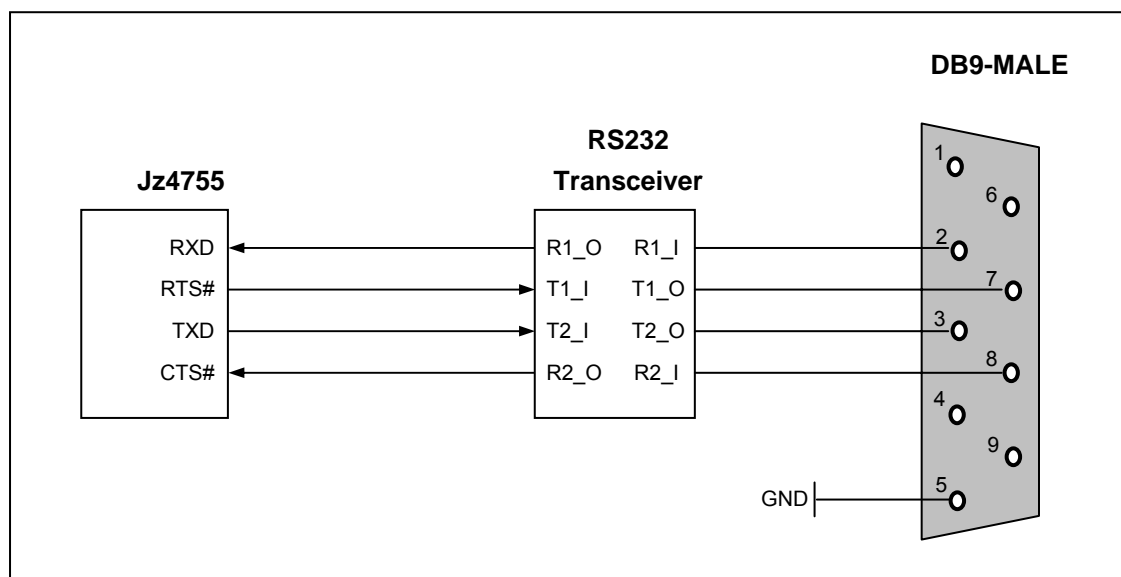 DB9-MALE
RS232
Transceiver
Jz4755
RXD
RTS#
TXD
CTS#
R1_O R1_I
T1_I T1_O
T2_I T2_O
R2_O R2_I
1
6
2
7
3
8
4
9
5
GND